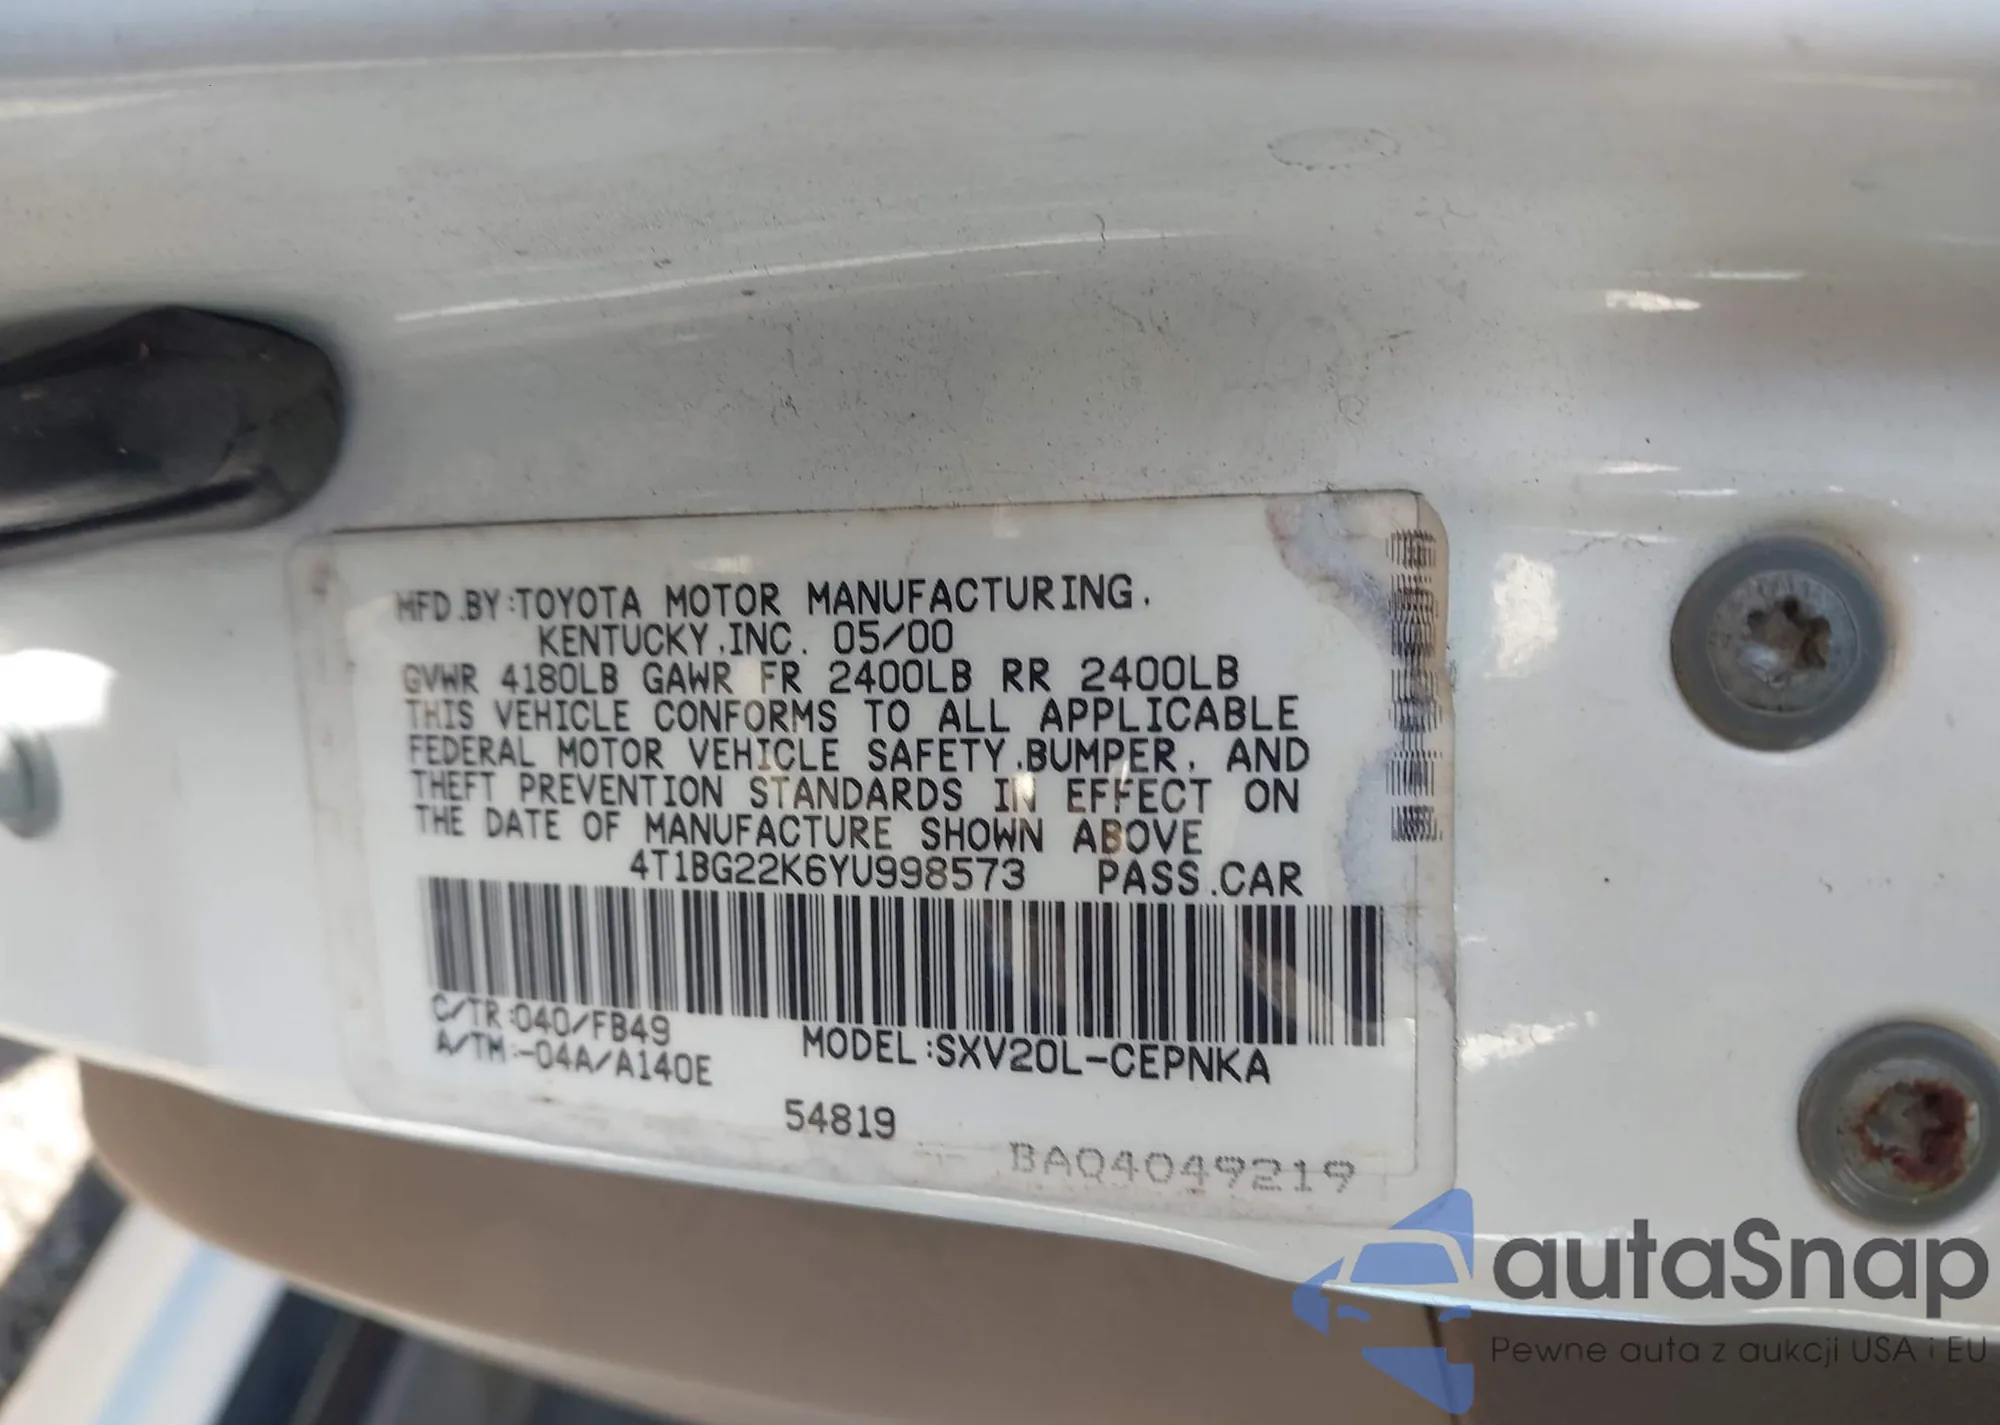 MFD.BY:TOYOTA MOTOR MANUFACTURING.
KENTUCKY,INC. 05/00
GVWR 4180LB GAWR FR 2400LB RR 2400LB
THIS VEHICLE CONFORMS TO ALL APPLICABLE
FEDERAL MOTOR VEHICLE SAFETY,BUMPER, AND
THEFT PREVENTION STANDARDS IN EFFECT ON
THE DATE OF MANUFACTURE SHOWN ABOVE
4T1BG22K6YU998573 PASS.CAR
C/TR:040/FB49
A/TM:-04A/A140E
MODEL:SXV20L-CEPNKA
54819
BAQ4049219
autaSnap
Pewne auta z aukcji USA i EU